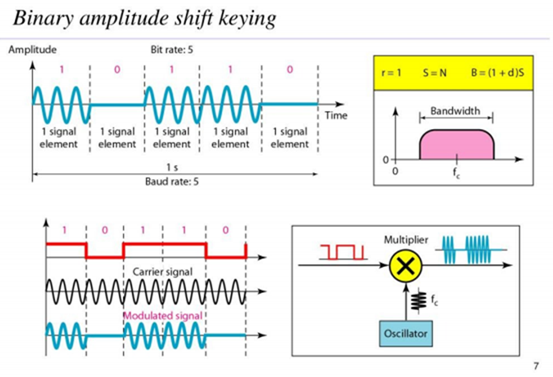 Binary amplitude shift keying
Amplitude
Bit rate: 5
1 0 1 1 0
Time
1 signal element
1 signal element
1 signal element
1 signal element
1 signal element
1 s
Baud rate: 5
r = 1 S = N B = (1 + d)S
Bandwidth
0
0
fc
1 0 1 1 0
Carrier signal
Modulated signal
Multiplier
fc
Oscillator
7